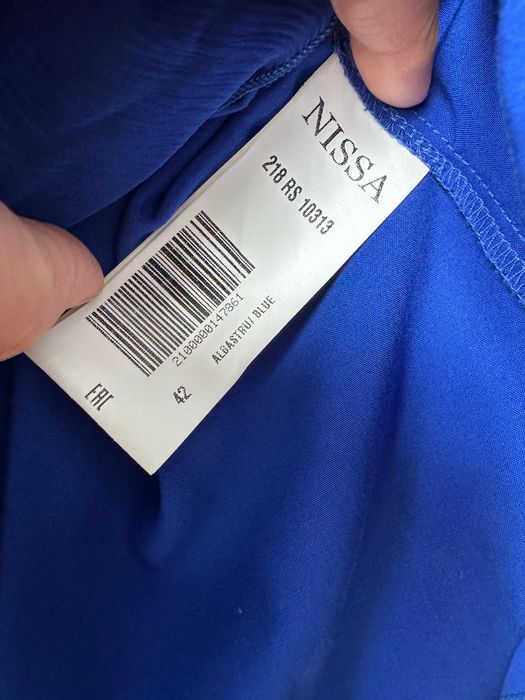 NISSA
218 RS 10313
2100000147861
ALBASTRU/ BLUE
42
EAC